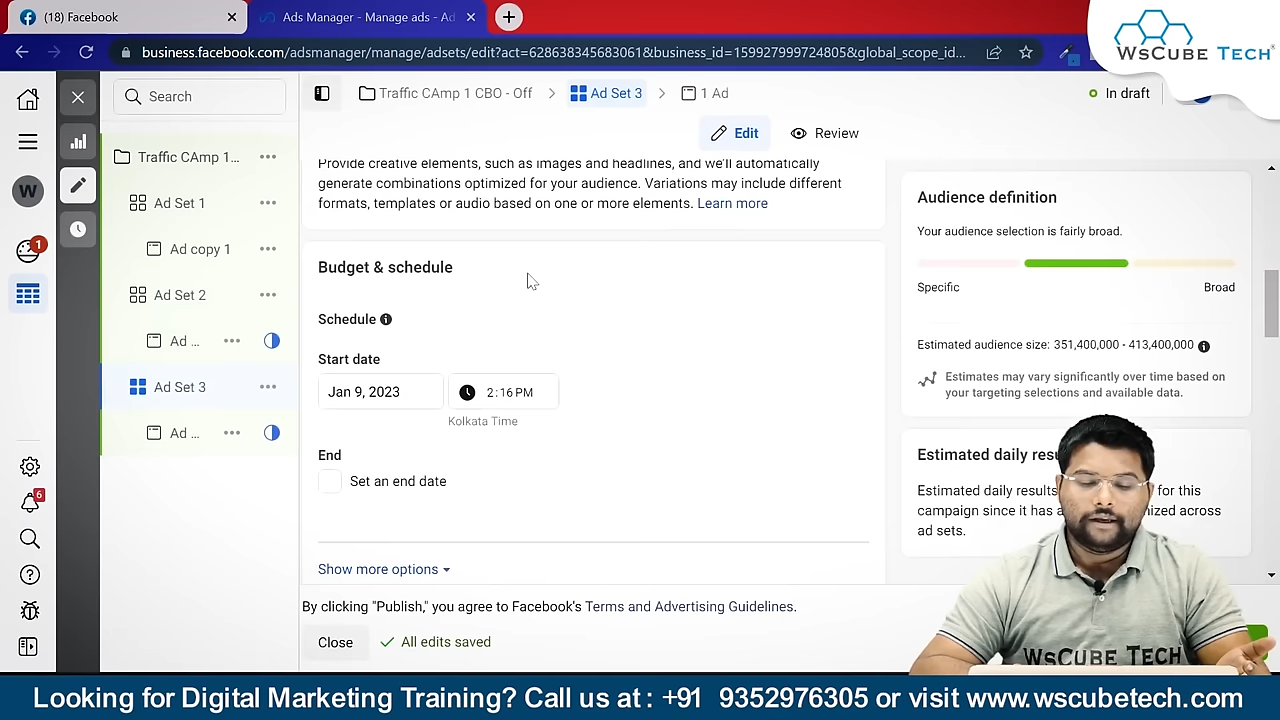 (18) Facebook
Ads Manager - Manage ads - Ad
business.facebook.com/adsmanager/manage/adsets/edit?act=628638345683061&business_id=159927999724805&global_scope_id...
WsCube Tech
Search
Traffic CAmp 1 CBO - Off
Ad Set 3
1 Ad
In draft
Edit
Review
W
1
6
Traffic CAmp 1...
Ad Set 1
Ad copy 1
Ad Set 2
Ad ...
Ad Set 3
Ad ...
Provide creative elements, such as images and headlines, and we'll automatically
generate combinations optimized for your audience. Variations may include different
formats, templates or audio based on one or more elements. Learn more
Budget & schedule
Schedule
Start date
Jan 9, 2023
2:16 PM
Kolkata Time
End
Set an end date
Show more options
Audience definition
Your audience selection is fairly broad.
Specific
Broad
Estimated audience size: 351,400,000 - 413,400,000
Estimates may vary significantly over time based on
your targeting selections and available data.
Estimated daily resu
Estimated daily results for this
campaign since it has a mized across
ad sets.
By clicking "Publish," you agree to Facebook's Terms and Advertising Guidelines.
Close
All edits saved
WsCube Tech
Looking for Digital Marketing Training? Call us at : +91 9352976305 or visit www.wscubetech.com